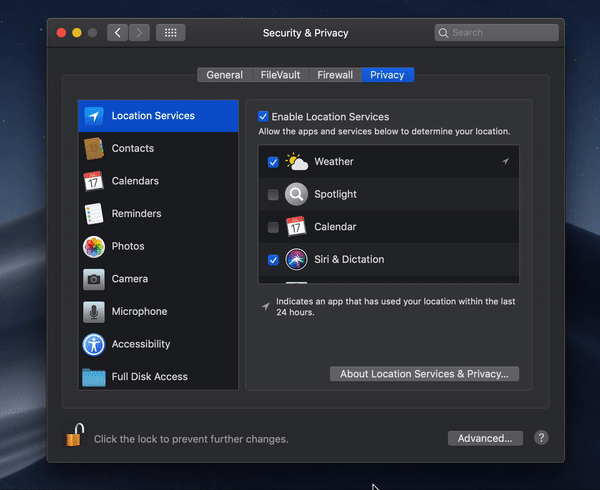 Security & Privacy
Search
General
FileVault
Firewall
Privacy
Location Services
Contacts
17
Calendars
Reminders
Photos
Camera
Microphone
Accessibility
Full Disk Access
Enable Location Services
Allow the apps and services below to determine your location.
Weather
Spotlight
17
Calendar
Siri & Dictation
Indicates an app that has used your location within the last
24 hours.
About Location Services & Privacy...
Click the lock to prevent further changes.
Advanced...
?